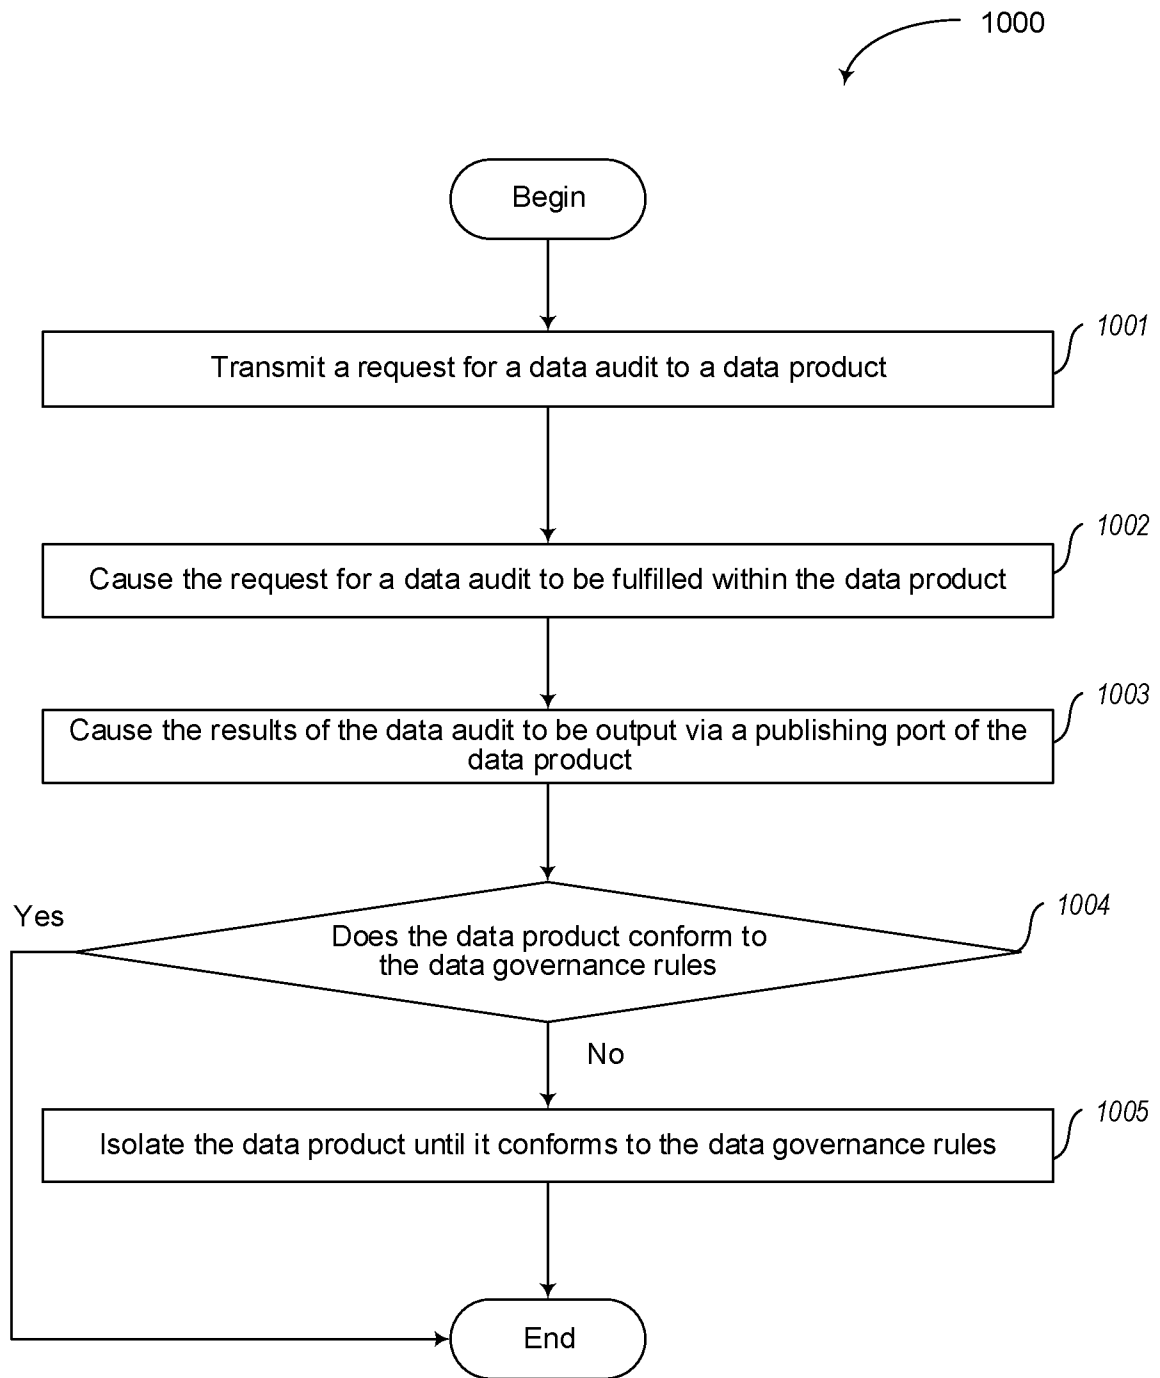 1000
Begin
1001
Transmit a request for a data audit to a data product
1002
Cause the request for a data audit to be fulfilled within the data product
1003
Cause the results of the data audit to be output via a publishing port of the
data product
1004
Yes
Does the data product conform to
the data governance rules
No
1005
Isolate the data product until it conforms to the data governance rules
End